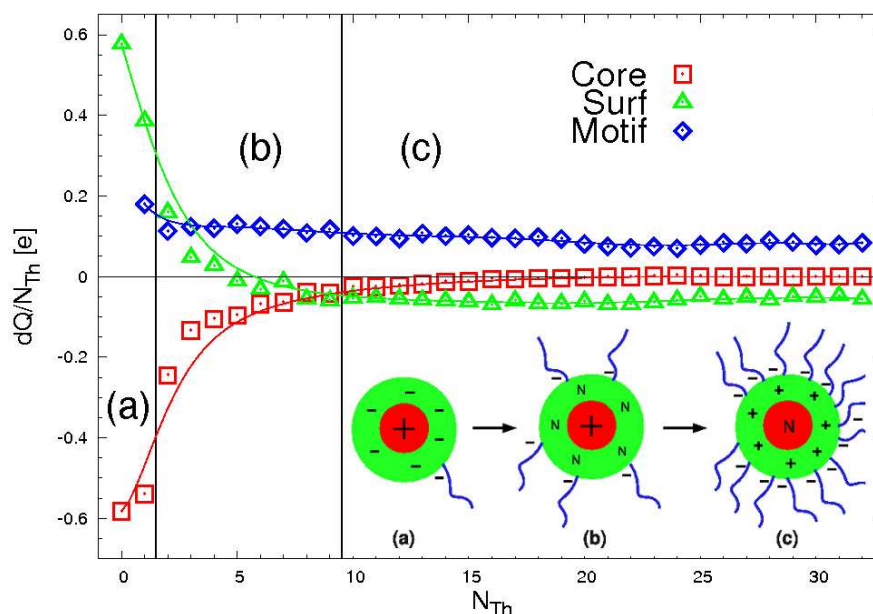 0.6
0.4
0.2
0
-0.2
-0.4
-0.6
dQ/N_Th [e]
(a)
(b)
(c)
Core
Surf
Motif
- - - - - - -
+
(a)
- - - - -
N N N N N
+
(b)
- - - - - - - - - -
+ + + + + + +
N
(c)
0 5 10 15 20 25 30
N_Th